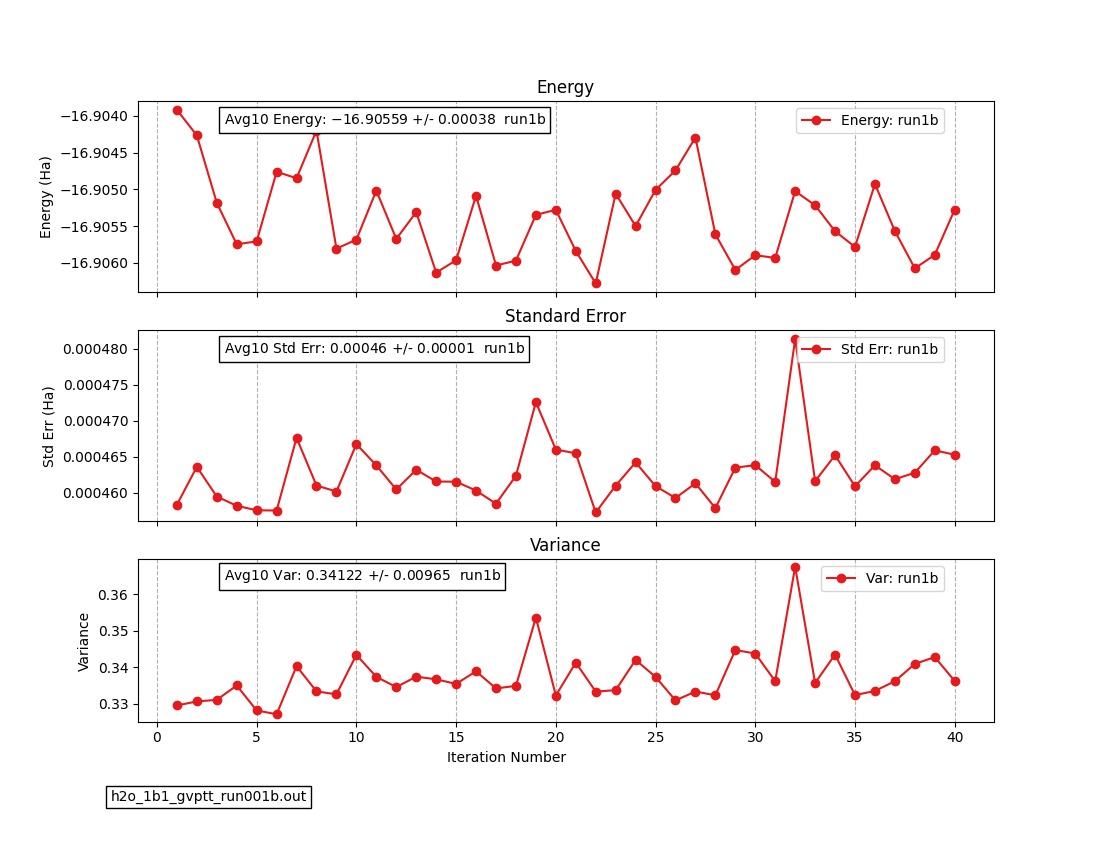 Energy
Avg10 Energy: −16.90559 +/- 0.00038  run1b
Energy: run1b
−16.9040
−16.9045
−16.9050
−16.9055
−16.9060
Energy (Ha)
Standard Error
Avg10 Std Err: 0.00046 +/- 0.00001  run1b
Std Err: run1b
0.000480
0.000475
0.000470
0.000465
0.000460
Std Err (Ha)
Variance
Avg10 Var: 0.34122 +/- 0.00965  run1b
Var: run1b
0.36
0.35
0.34
0.33
Variance
0 5 10 15 20 25 30 35 40
Iteration Number
h2o_1b1_gvptt_run001b.out